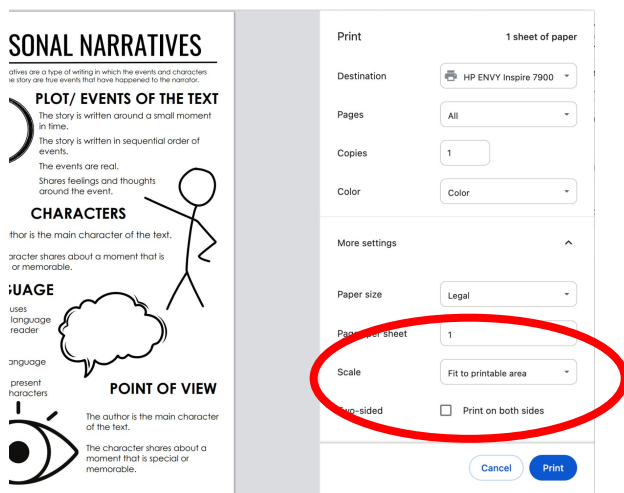 SONAL NARRATIVES
atives are a type of writing in which the events and characters
e story are true events that have happened to the narrator.
PLOT/ EVENTS OF THE TEXT
The story is written around a small moment
in time.
The story is written in sequential order of
events.
The events are real.
Shares feelings and thoughts
around the event.
CHARACTERS
thor is the main character of the text.
aracter shares about a moment that is
or memorable.
UAGE
uses
language
reader
anguage
present
haracters
POINT OF VIEW
The author is the main character
of the text.
The character shares about a
moment that is special or
memorable.
Print
1 sheet of paper
Destination
HP ENVY Inspire 7900
Pages
All
Copies
1
Color
Color
More settings
Paper size
Legal
Pages per sheet
1
Scale
Fit to printable area
Two-sided
Print on both sides
Cancel
Print